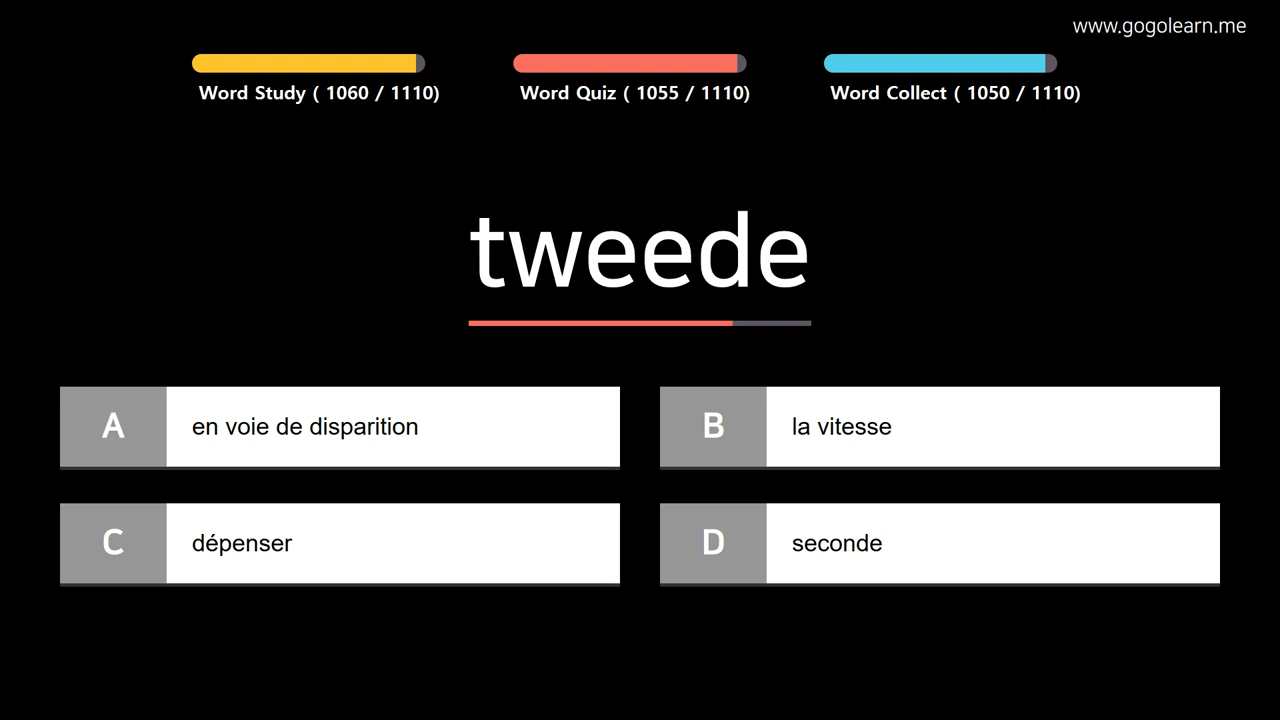 www.gogolearn.me
Word Study ( 1060 / 1110)
Word Quiz ( 1055 / 1110)
Word Collect ( 1050 / 1110)
tweede
A en voie de disparition
B la vitesse
C dépenser
D seconde